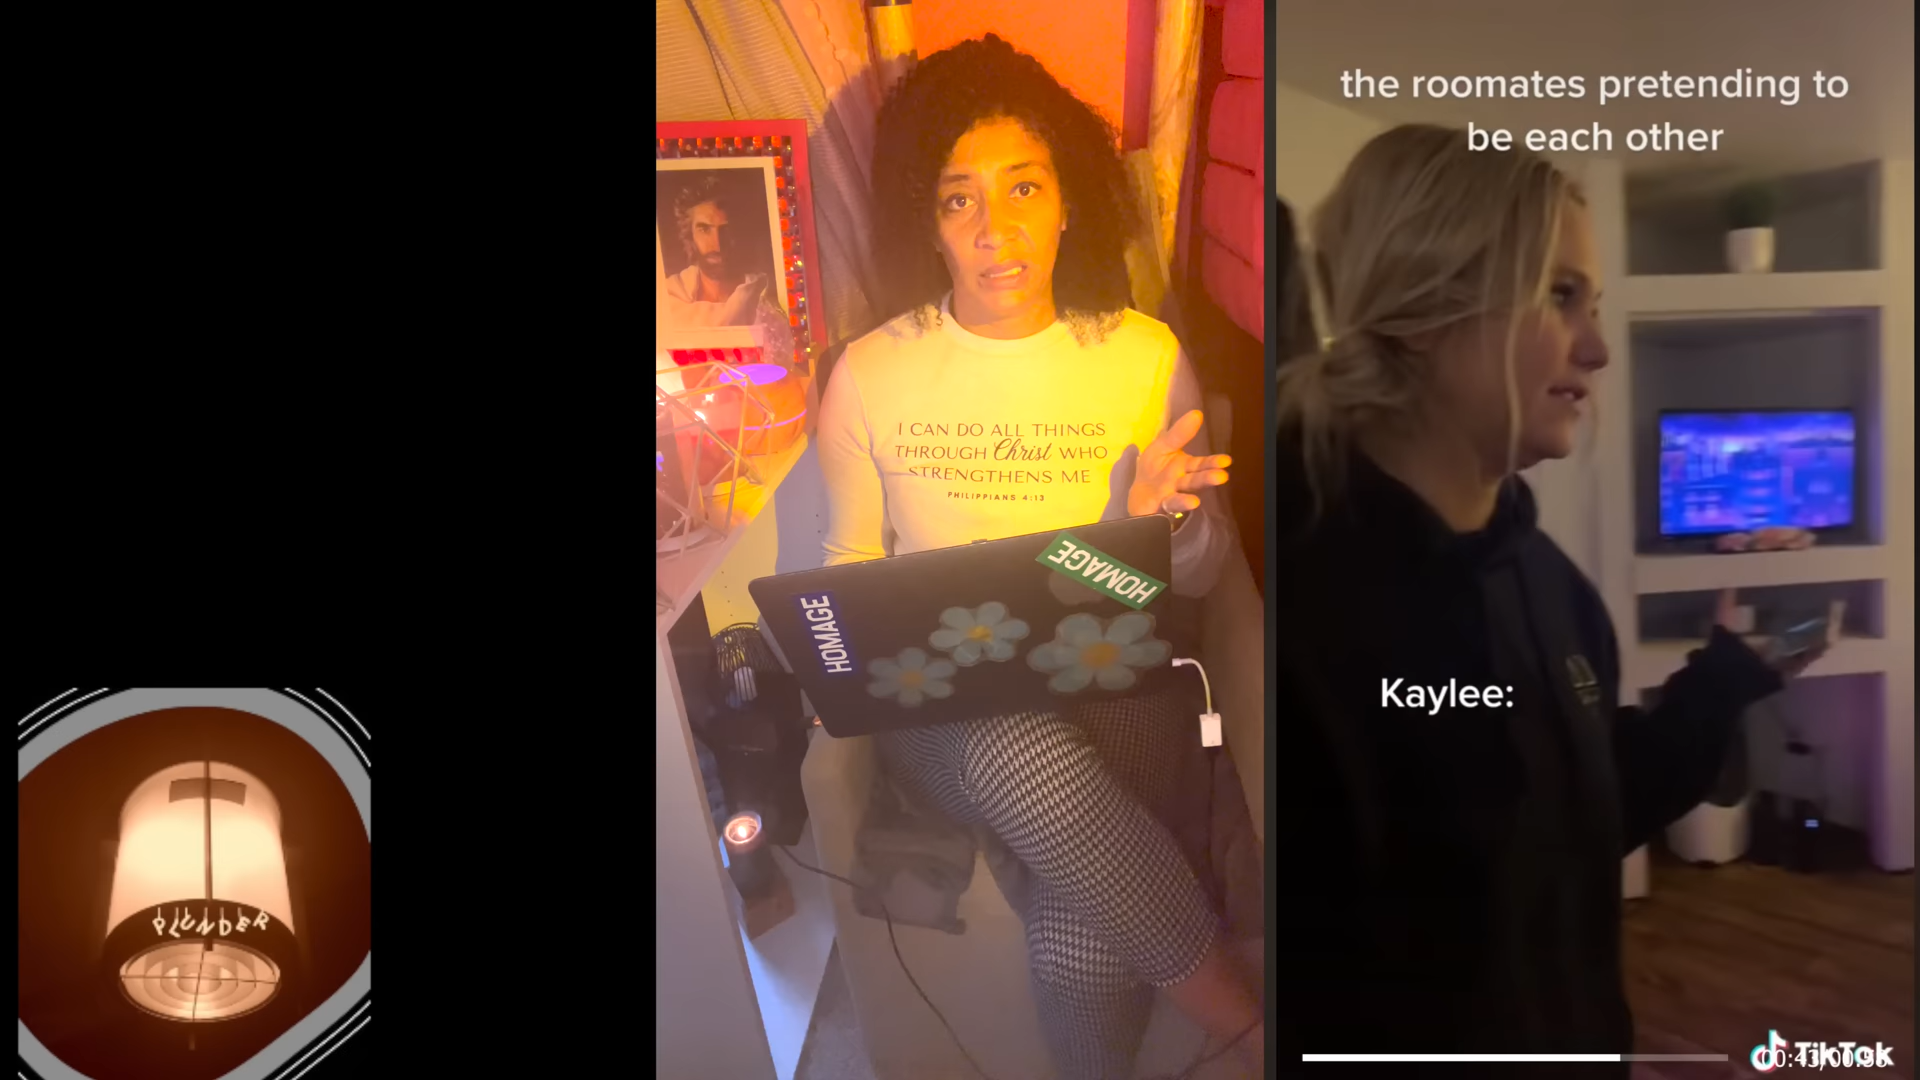 PLUNDER
I CAN DO ALL THINGS
THROUGH Christ WHO
STRENGTHENS ME
PHILIPPIANS 4:13
HOMAGE
HOMAGE
the roomates pretending to
be each other
Kaylee:
TikTok